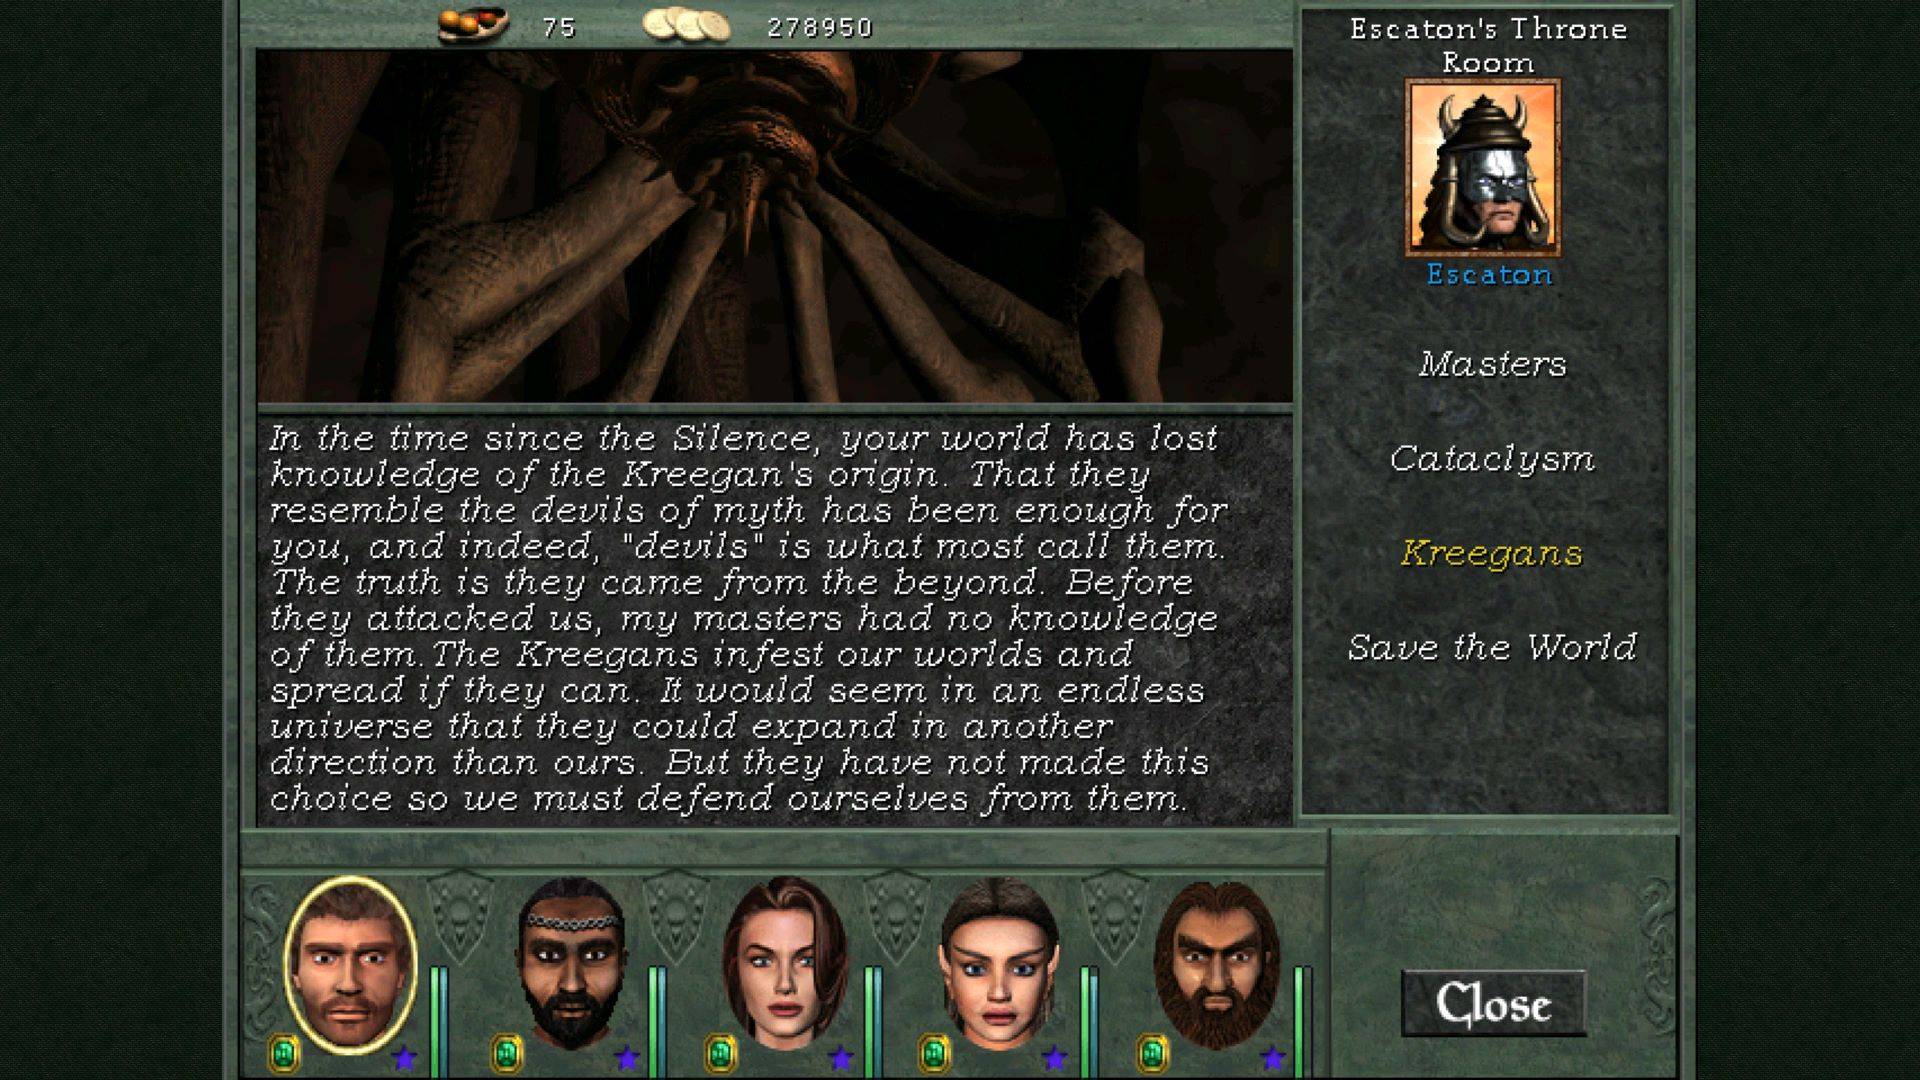 75 278950
Escaton's Throne
Room
Escaton
Masters
Cataclysm
Kreegans
Save the World
In the time since the Silence, your world has lost
knowledge of the Kreegan's origin. That they
resemble the devils of myth has been enough for
you, and indeed, "devils" is what most call them.
The truth is they came from the beyond. Before
they attacked us, my masters had no knowledge
of them.The Kreegans infest our worlds and
spread if they can. It would seem in an endless
universe that they could expand in another
direction than ours. But they have not made this
choice so we must defend ourselves from them.
Close